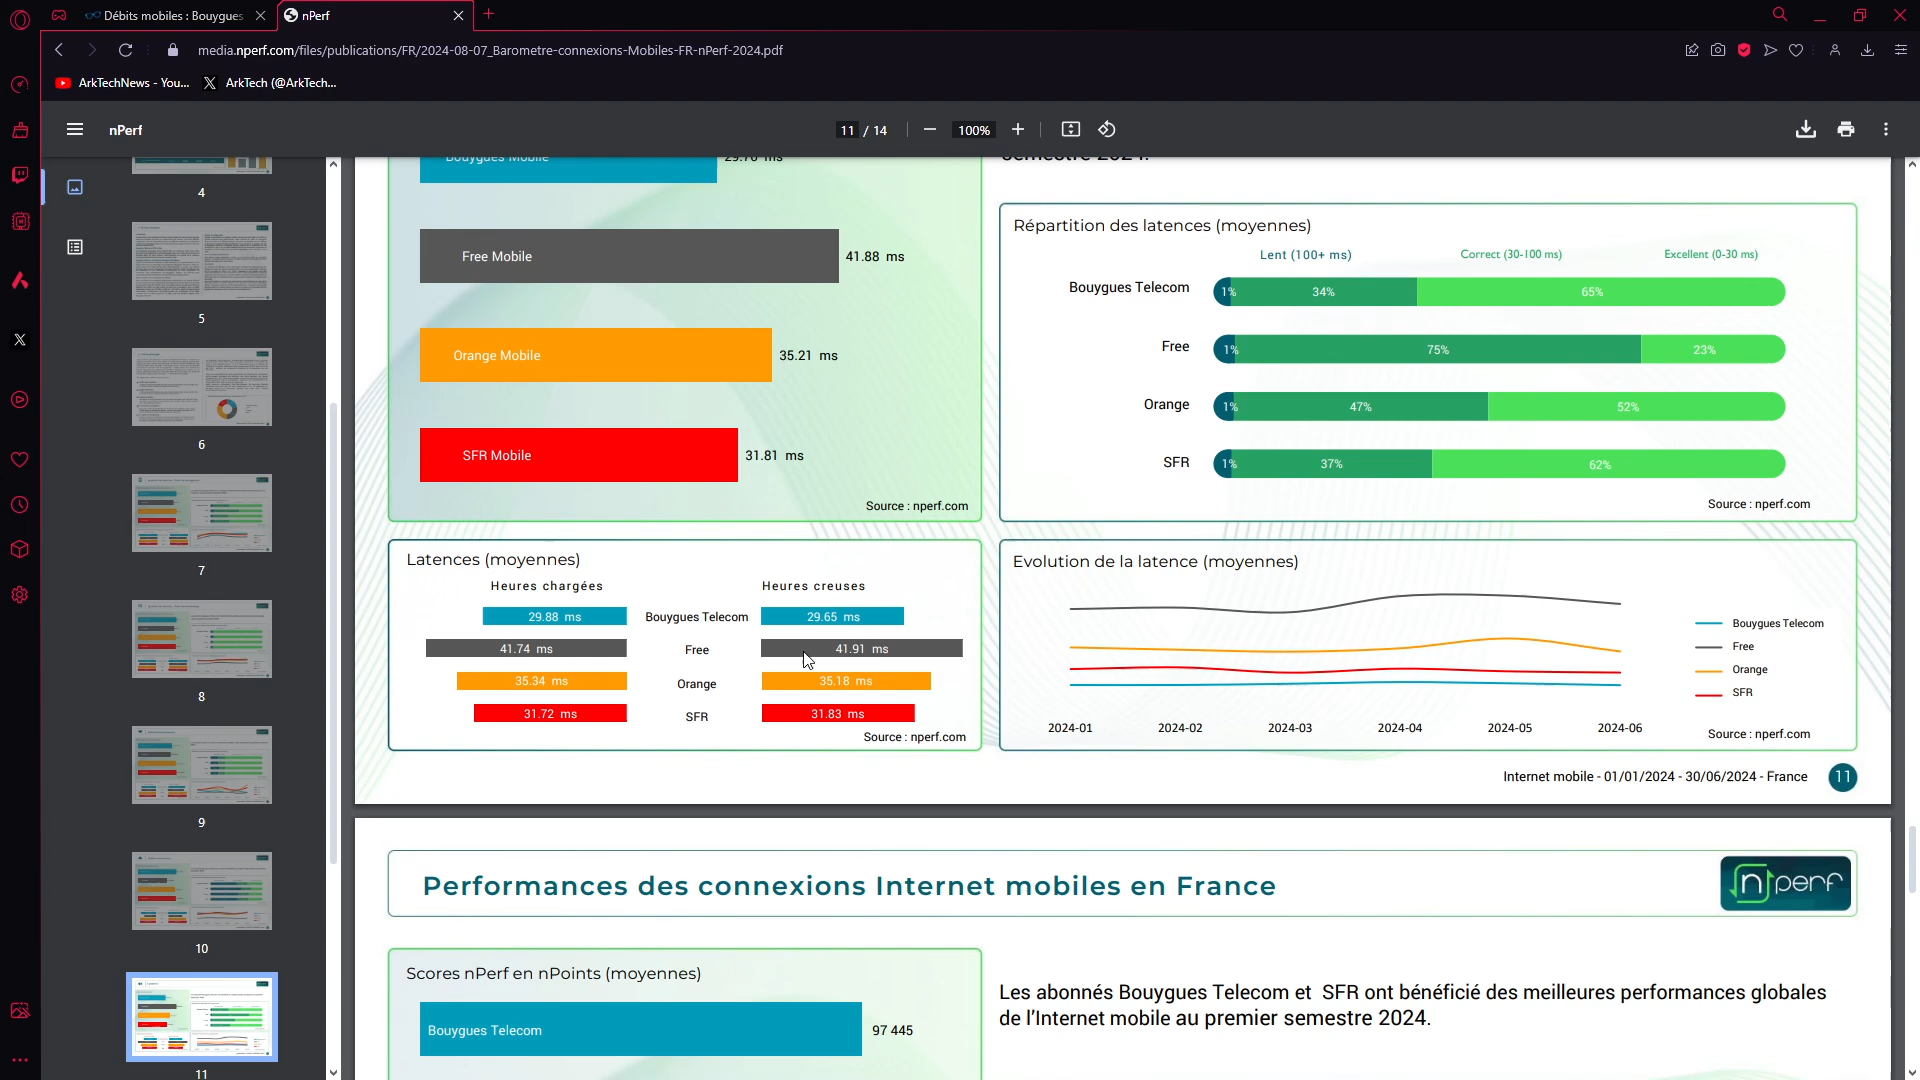 Débits mobiles : Bouygues
nPerf
media.nperf.com/files/publications/FR/2024-08-07_Barometre-connexions-Mobiles-FR-nPerf-2024.pdf
ArkTechNews - You...
ArkTech (@ArkTech...
nPerf
11 / 14
100%
4
5
6
7
8
9
10
11
Bouygues Mobile
29.70 ms
Free Mobile
41.88 ms
Orange Mobile
35.21 ms
SFR Mobile
31.81 ms
Source : nperf.com
semestre 2024.
Répartition des latences (moyennes)
Lent (100+ ms)
Correct (30-100 ms)
Excellent (0-30 ms)
Bouygues Telecom
1%
34%
65%
Free
1%
75%
23%
Orange
1%
47%
52%
SFR
1%
37%
62%
Source : nperf.com
Latences (moyennes)
Heures chargées
Heures creuses
29.88 ms
Bouygues Telecom
29.65 ms
41.74 ms
Free
41.91 ms
35.34 ms
Orange
35.18 ms
31.72 ms
SFR
31.83 ms
Source : nperf.com
Evolution de la latence (moyennes)
Bouygues Telecom
Free
Orange
SFR
2024-01
2024-02
2024-03
2024-04
2024-05
2024-06
Source : nperf.com
Internet mobile - 01/01/2024 - 30/06/2024 - France
11
Performances des connexions Internet mobiles en France
nperf
Scores nPerf en nPoints (moyennes)
Bouygues Telecom
97 445
Les abonnés Bouygues Telecom et SFR ont bénéficié des meilleures performances globales
de l'Internet mobile au premier semestre 2024.